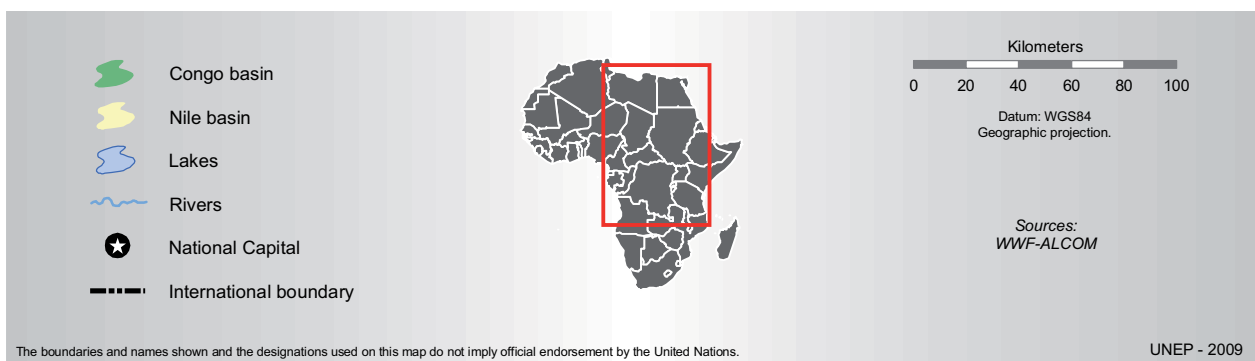 Congo basin
Nile basin
Lakes
Rivers
National Capital
International boundary
Kilometers
0 20 40 60 80 100
Datum: WGS84
Geographic projection.
Sources:
WWF-ALCOM
The boundaries and names shown and the designations used on this map do not imply official endorsement by the United Nations.
UNEP - 2009